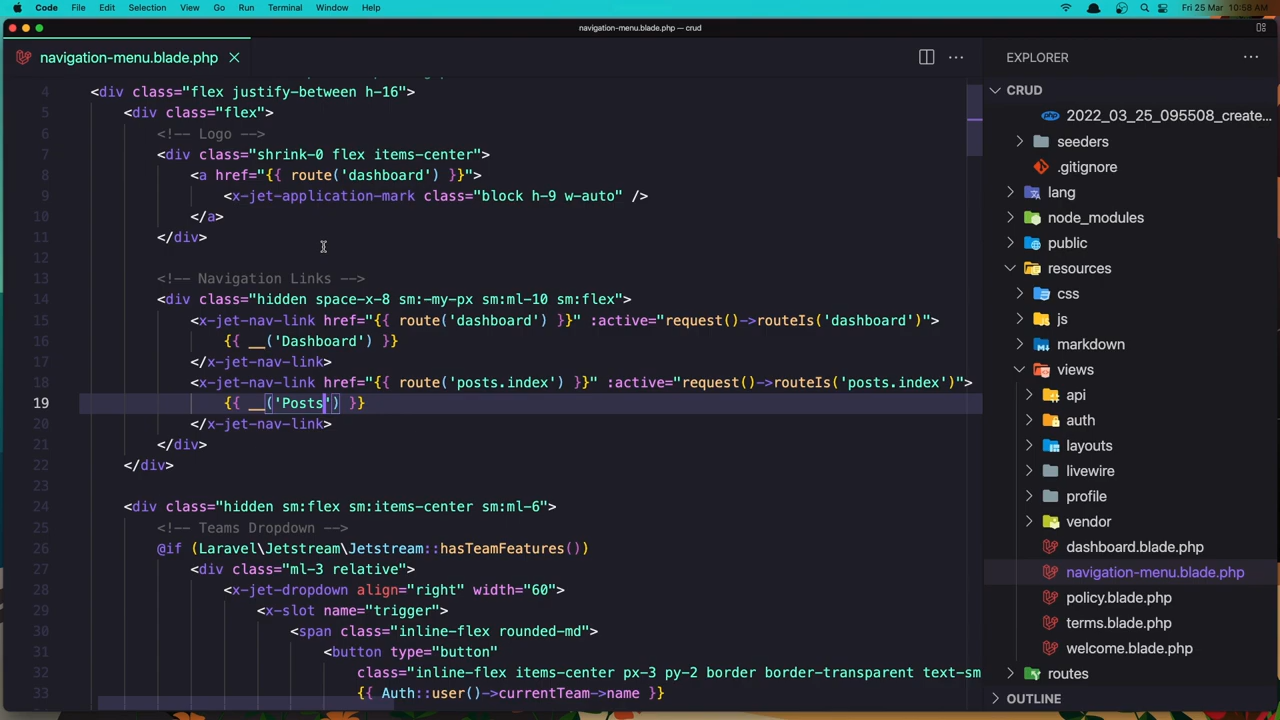 Code File Edit Selection View Go Run Terminal Window Help Fri 25 Mar 10:58 AM
navigation-menu.blade.php — crud
navigation-menu.blade.php
4 <div class="flex justify-between h-16">
5 <div class="flex">
6 <!-- Logo -->
7 <div class="shrink-0 flex items-center">
8 <a href="{{ route('dashboard') }}">
9 <x-jet-application-mark class="block h-9 w-auto" />
10 </a>
11 </div>
12
13 <!-- Navigation Links -->
14 <div class="hidden space-x-8 sm:-my-px sm:ml-10 sm:flex">
15 <x-jet-nav-link href="{{ route('dashboard') }}" :active="request()->routeIs('dashboard')">
16 {{ __('Dashboard') }}
17 </x-jet-nav-link>
18 <x-jet-nav-link href="{{ route('posts.index') }}" :active="request()->routeIs('posts.index')">
19 {{ __('Posts') }}
20 </x-jet-nav-link>
21 </div>
22 </div>
23
24 <div class="hidden sm:flex sm:items-center sm:ml-6">
25 <!-- Teams Dropdown -->
26 @if (Laravel\Jetstream\Jetstream::hasTeamFeatures())
27 <div class="ml-3 relative">
28 <x-jet-dropdown align="right" width="60">
29 <x-slot name="trigger">
30 <span class="inline-flex rounded-md">
31 <button type="button"
32 class="inline-flex items-center px-3 py-2 border border-transparent text-sm
33 {{ Auth::user()->currentTeam->name }}
EXPLORER
CRUD
php 2022_03_25_095508_create...
seeders
.gitignore
lang
node_modules
public
resources
css
js
markdown
views
api
auth
layouts
livewire
profile
vendor
dashboard.blade.php
navigation-menu.blade.php
policy.blade.php
terms.blade.php
welcome.blade.php
routes
OUTLINE